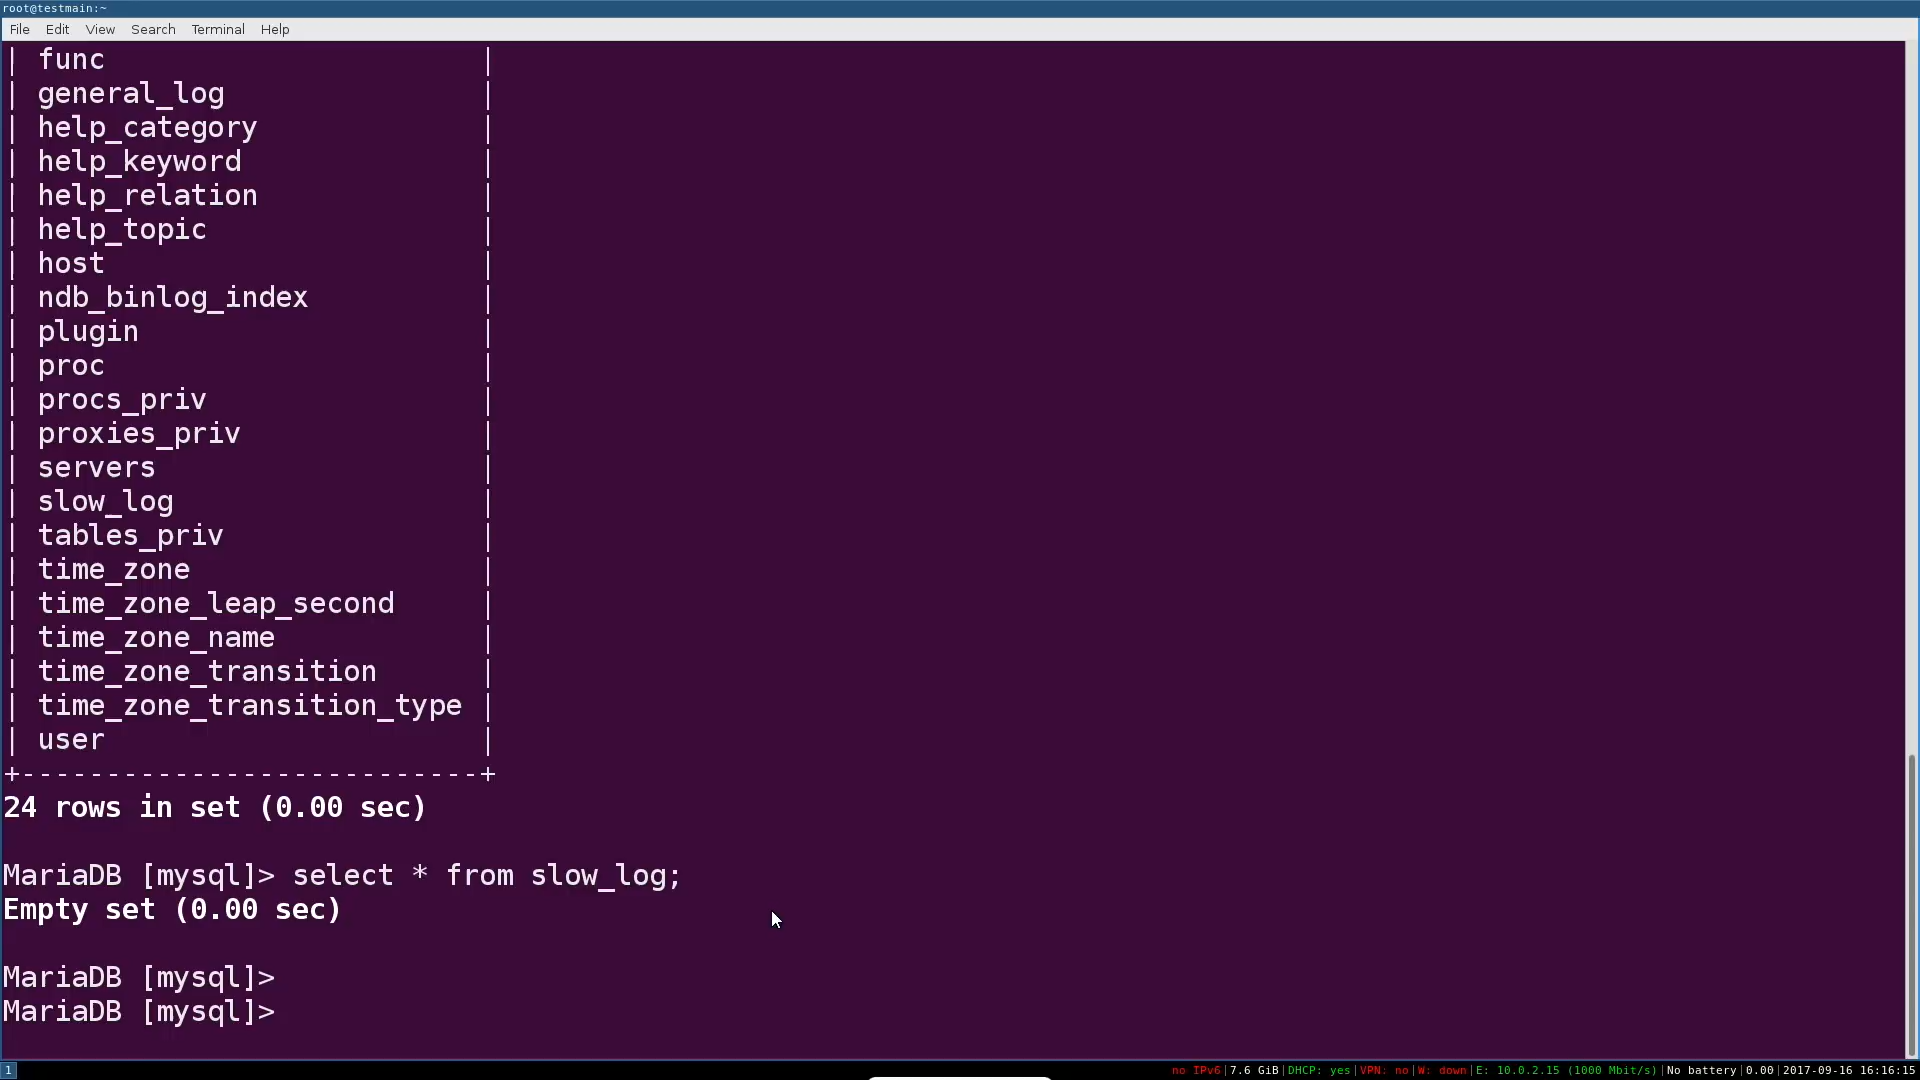 root@testmain:~
File Edit View Search Terminal Help
| func |
| general_log |
| help_category |
| help_keyword |
| help_relation |
| help_topic |
| host |
| ndb_binlog_index |
| plugin |
| proc |
| procs_priv |
| proxies_priv |
| servers |
| slow_log |
| tables_priv |
| time_zone |
| time_zone_leap_second |
| time_zone_name |
| time_zone_transition |
| time_zone_transition_type |
| user |
+---------------------------+
24 rows in set (0.00 sec)
MariaDB [mysql]> select * from slow_log;
Empty set (0.00 sec)
MariaDB [mysql]>
MariaDB [mysql]>
1 no IPv6|7.6 GiB|DHCP: yes|VPN: no|W: down|E: 10.0.2.15 (1000 Mbit/s)|No battery|0.00|2017-09-16 16:16:15